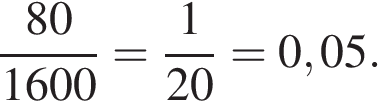 80/1600 = 1/20 = 0,05.